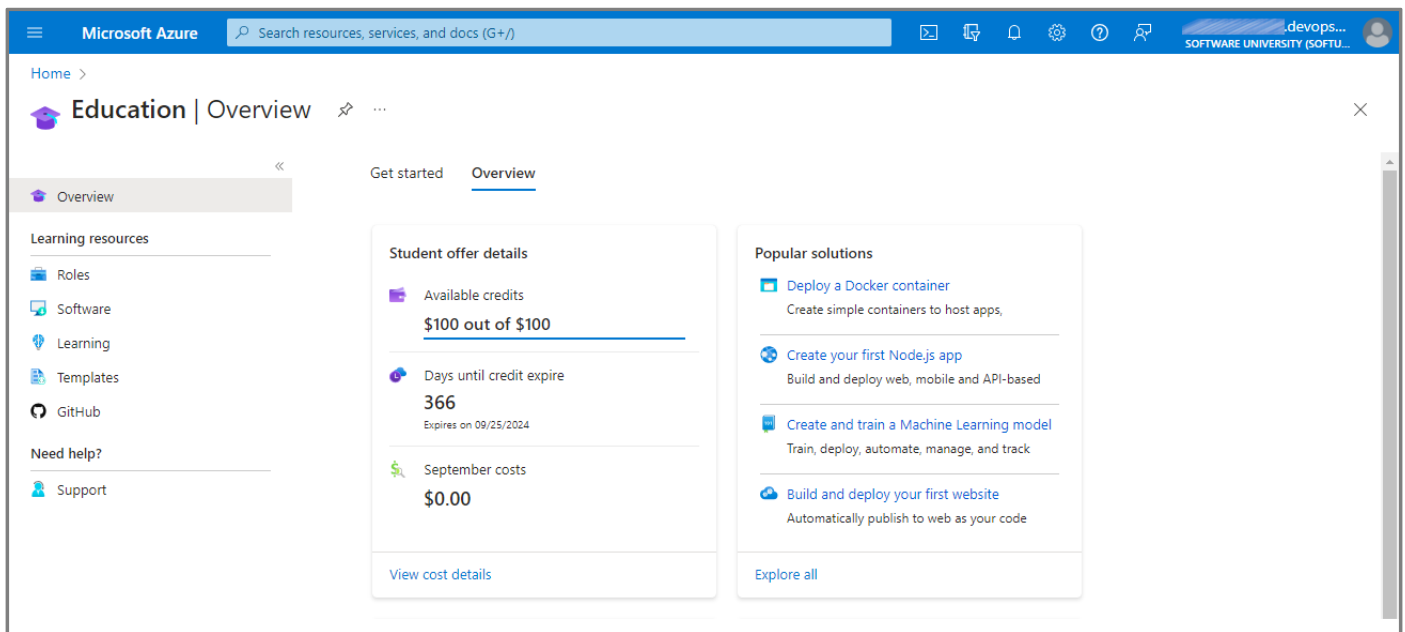 Microsoft Azure
Search resources, services, and docs (G+/)
.devops...
SOFTWARE UNIVERSITY (SOFTU...
Home >
Education | Overview
...
«
Get started
Overview
Overview
Learning resources
Roles
Software
Learning
Templates
GitHub
Need help?
Support
Student offer details
Available credits
$100 out of $100
Days until credit expire
366
Expires on 09/25/2024
September costs
$0.00
View cost details
Popular solutions
Deploy a Docker container
Create simple containers to host apps,
Create your first Node.js app
Build and deploy web, mobile and API-based
Create and train a Machine Learning model
Train, deploy, automate, manage, and track
Build and deploy your first website
Automatically publish to web as your code
Explore all